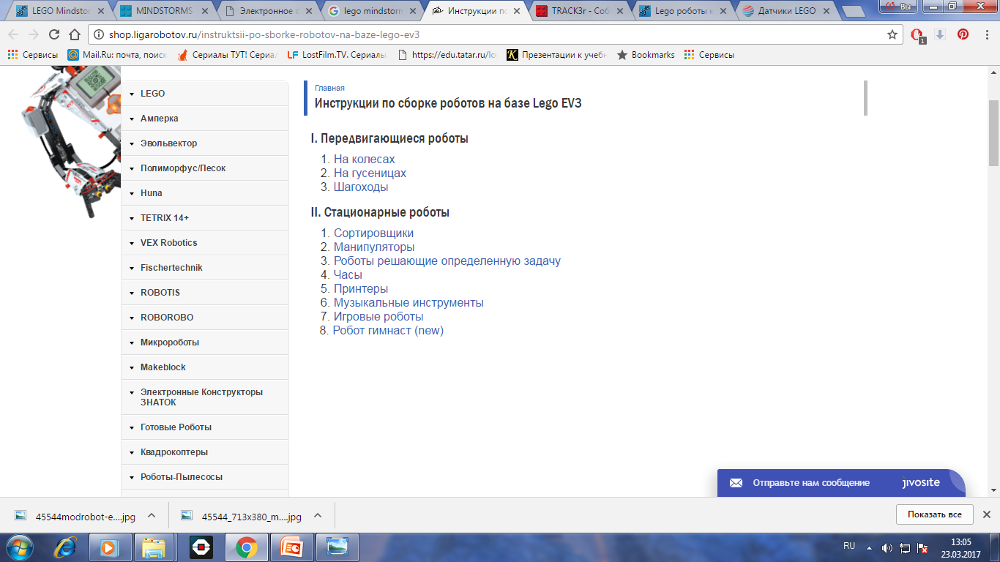 LEGO Mindstor
MINDSTORMS
Электронное о
lego mindstorm
Инструкции по
TRACK3r - Соб
Lego роботы к
Датчики LEGO
Вы
shop.ligarobotov.ru/instruktsii-po-sborke-robotov-na-baze-lego-ev3
1
Сервисы
Mail.Ru: почта, поиск
Сериалы ТУТ! Сериал
LF LostFilm.TV. Сериалы
https://edu.tatar.ru/lo
K Презентации к учебн
Bookmarks
Сервисы
LEGO
Амперка
Эвольвектор
Полиморфус/Песок
Huna
TETRIX 14+
VEX Robotics
Fischertechnik
ROBOTIS
ROBOROBO
Микророботы
Makeblock
Электронные Конструкторы
ЗНАТОК
Готовые Роботы
Квадрокоптеры
Роботы-Пылесосы
Главная
Инструкции по сборке роботов на базе Lego EV3
I. Передвигающиеся роботы
1. На колесах
2. На гусеницах
3. Шагоходы
II. Стационарные роботы
1. Сортировщики
2. Манипуляторы
3. Роботы решающие определенную задачу
4. Часы
5. Принтеры
6. Музыкальные инструменты
7. Игровые роботы
8. Робот гимнаст (new)
Отправьте нам сообщение
jivosite
45544modrobot-e....jpg
45544_713x380_m....jpg
Показать все
RU
13:05
23.03.2017